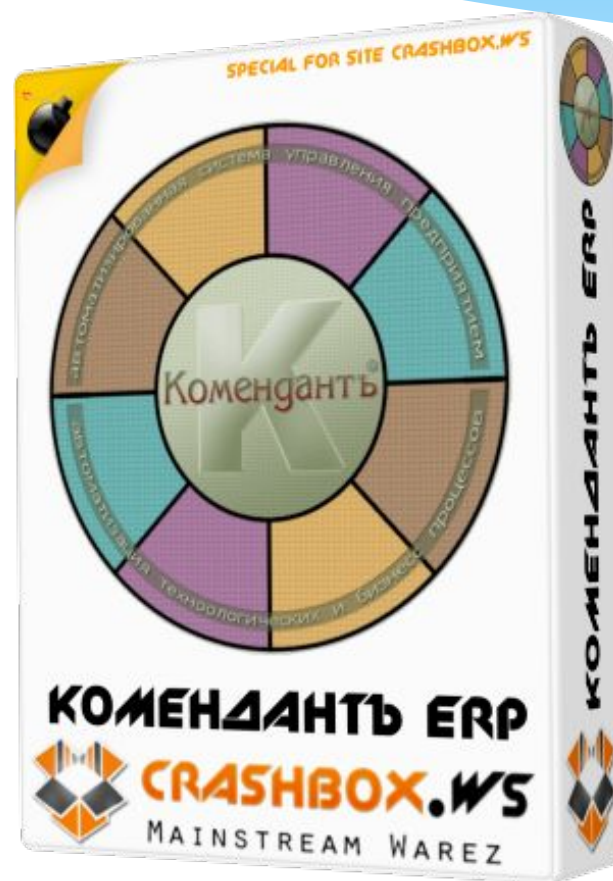 SPECIAL FOR SITE CRASHBOX.WS
автоматизированная система управления предприятием
К
Комендантъ®
автоматизация технологических и бизнес процессов
КОМЕНДАНТЪ ERP
CRASHBOX.WS
MAINSTREAM WAREZ
КОМЕНДАНТЪ ERP